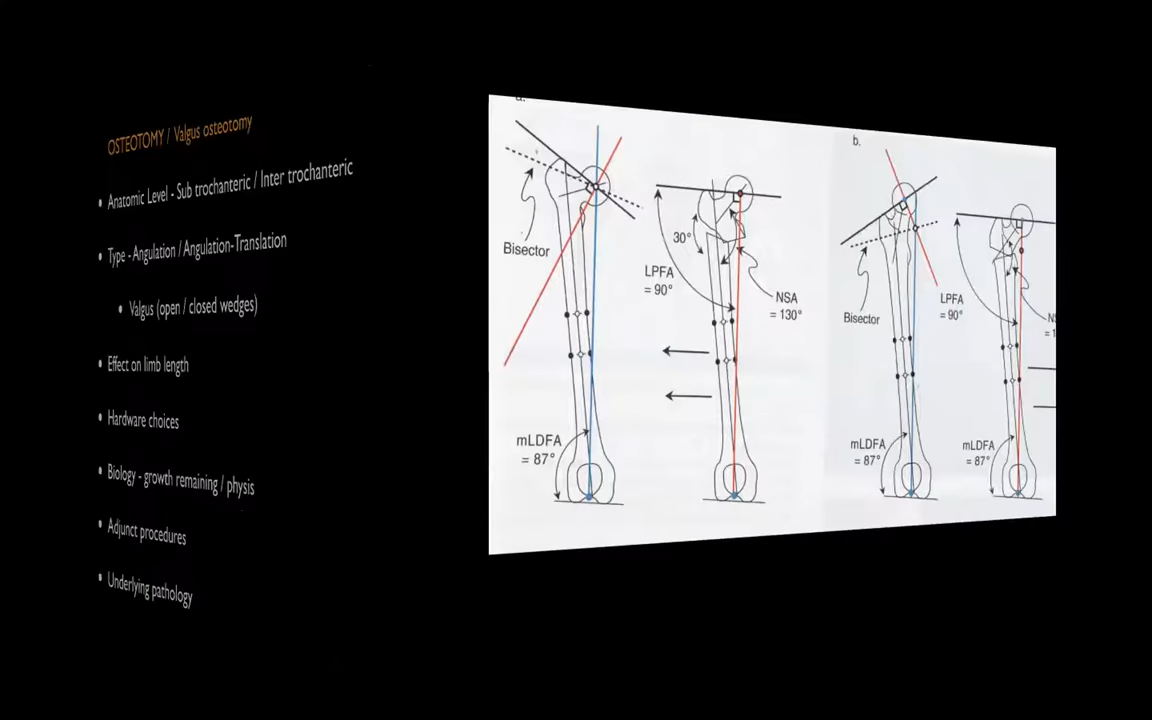 OSTEOTOMY / Valgus osteotomy
• Anatomic Level - Sub trochanteric / Inter trochanteric
• Type - Angulation / Angulation-Translation
• Valgus (open / closed wedges)
• Effect on limb length
• Hardware choices
• Biology - growth remaining / physis
• Adjunct procedures
• Underlying pathology
a.
Bisector
mLDFA
= 87°
30°
LPFA
= 90°
NSA
= 130°
b.
Bisector
mLDFA
= 87°
LPFA
= 90°
mLDFA
= 87°